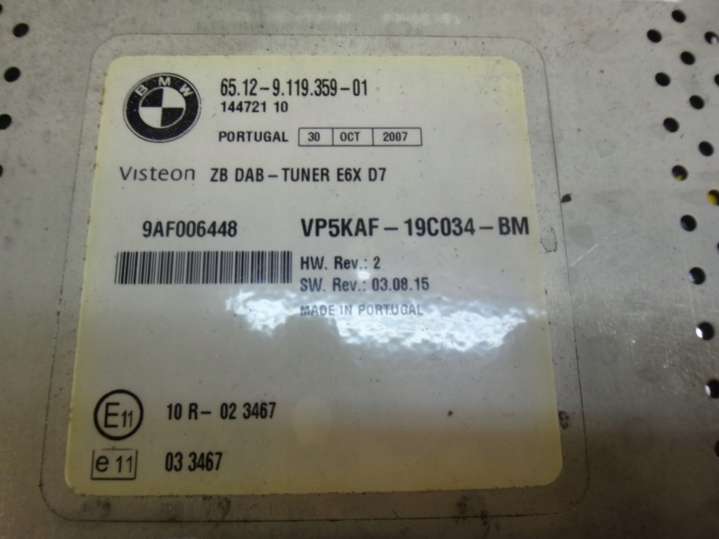 BMW
65.12-9.119.359-01
144721 10
PORTUGAL 30 OCT 2007
Visteon ZB DAB-TUNER E6X D7
9AF006448 VP5KAF-19C034-BM
HW. Rev.: 2
SW. Rev.: 03.08.15
MADE IN PORTUGAL
E11 10 R-02 3467
e 11 03 3467